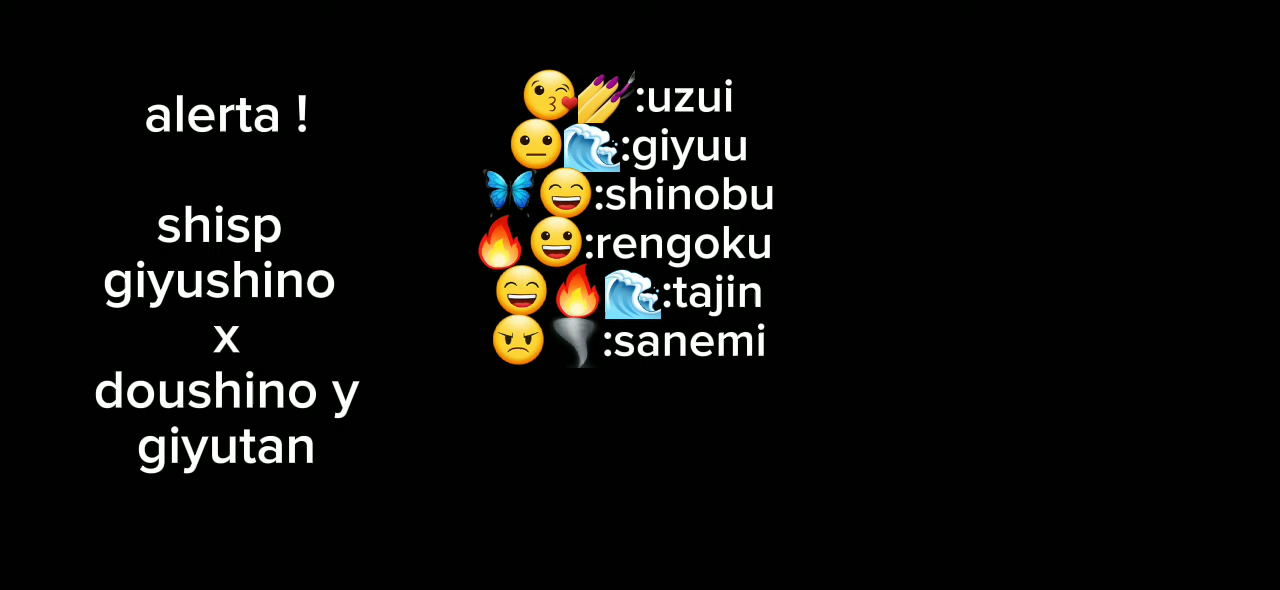 alerta !
shisp
giyushino
x
doushino y
giyutan
😘💅:uzui
😐🌊:giyuu
🦋😄:shinobu
🔥😀:rengoku
😄🔥🌊:tajin
😠🌪:sanemi